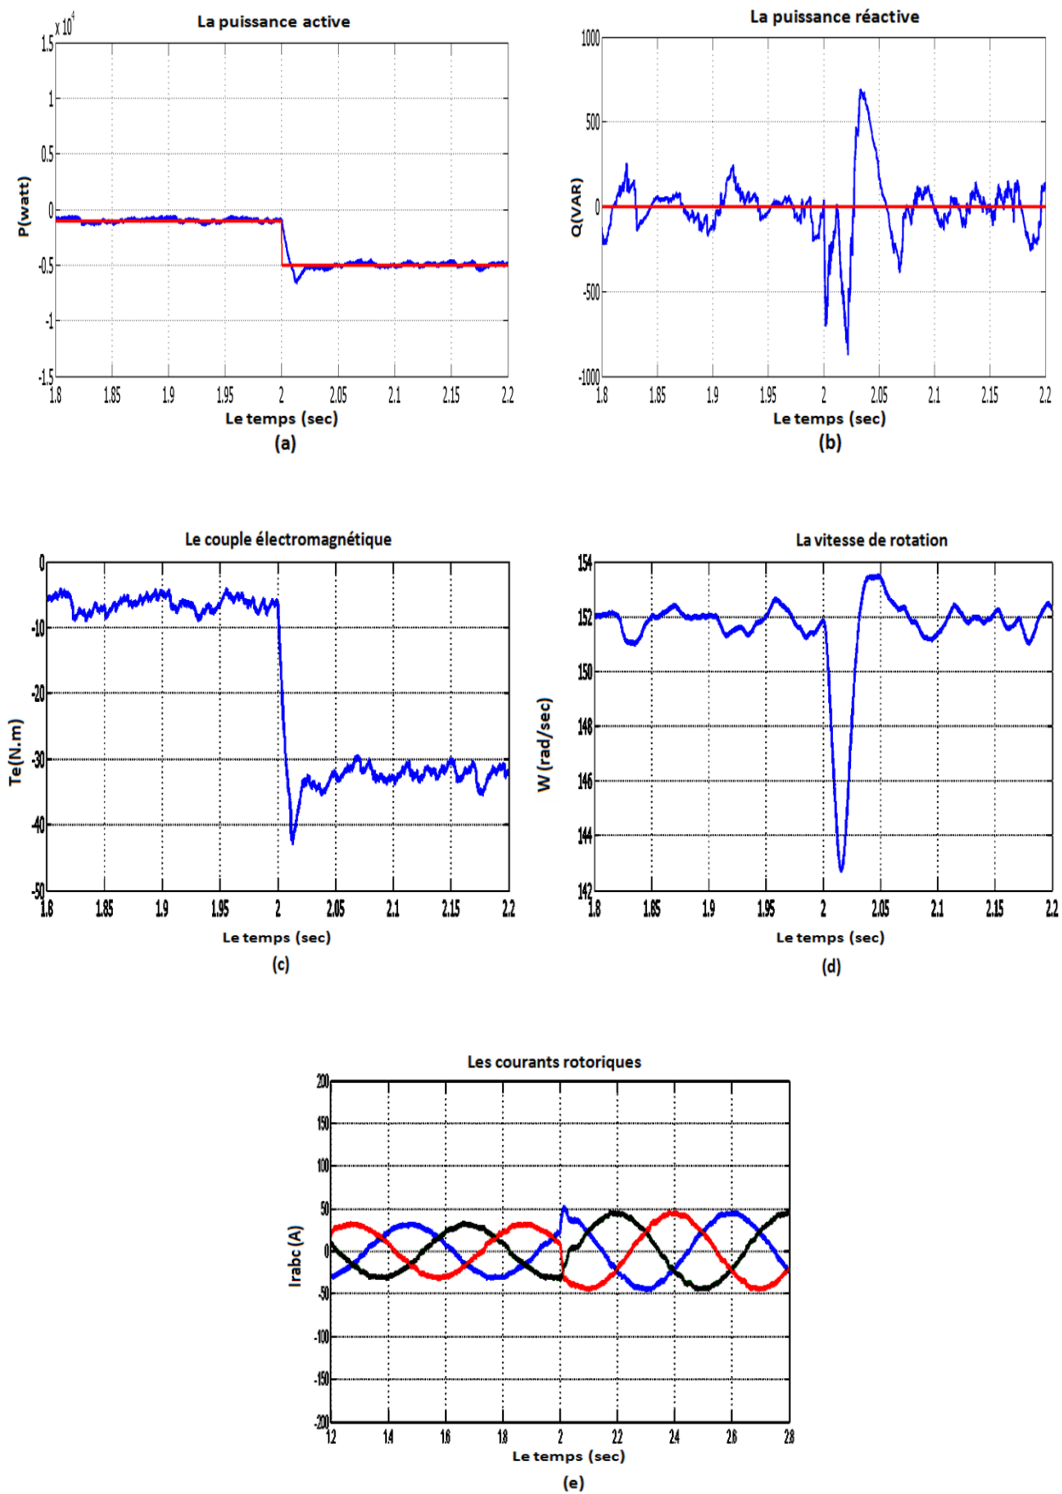 La puissance active
x 10^4
1.5
1
0.5
0
-0.5
-1
-1.5
P(watt)
1.8 1.85 1.9 1.95 2 2.05 2.1 2.15 2.2
Le temps (sec)
(a)
La puissance réactive
1000
500
0
-500
-1000
Q(VAR)
1.8 1.85 1.9 1.95 2 2.05 2.1 2.15 2.2
Le temps (sec)
(b)
Le couple électromagnétique
0
-10
-20
-30
-40
-50
Te(N.m)
1.8 1.85 1.9 1.95 2 2.05 2.1 2.15 2.2
Le temps (sec)
(c)
La vitesse de rotation
154
152
150
148
146
144
142
W (rad/sec)
1.8 1.85 1.9 1.95 2 2.05 2.1 2.15 2.2
Le temps (sec)
(d)
Les courants rotoriques
200
150
100
50
0
-50
-100
-150
-200
Irabc (A)
1.2 1.4 1.6 1.8 2 2.2 2.4 2.6 2.8
Le temps (sec)
(e)